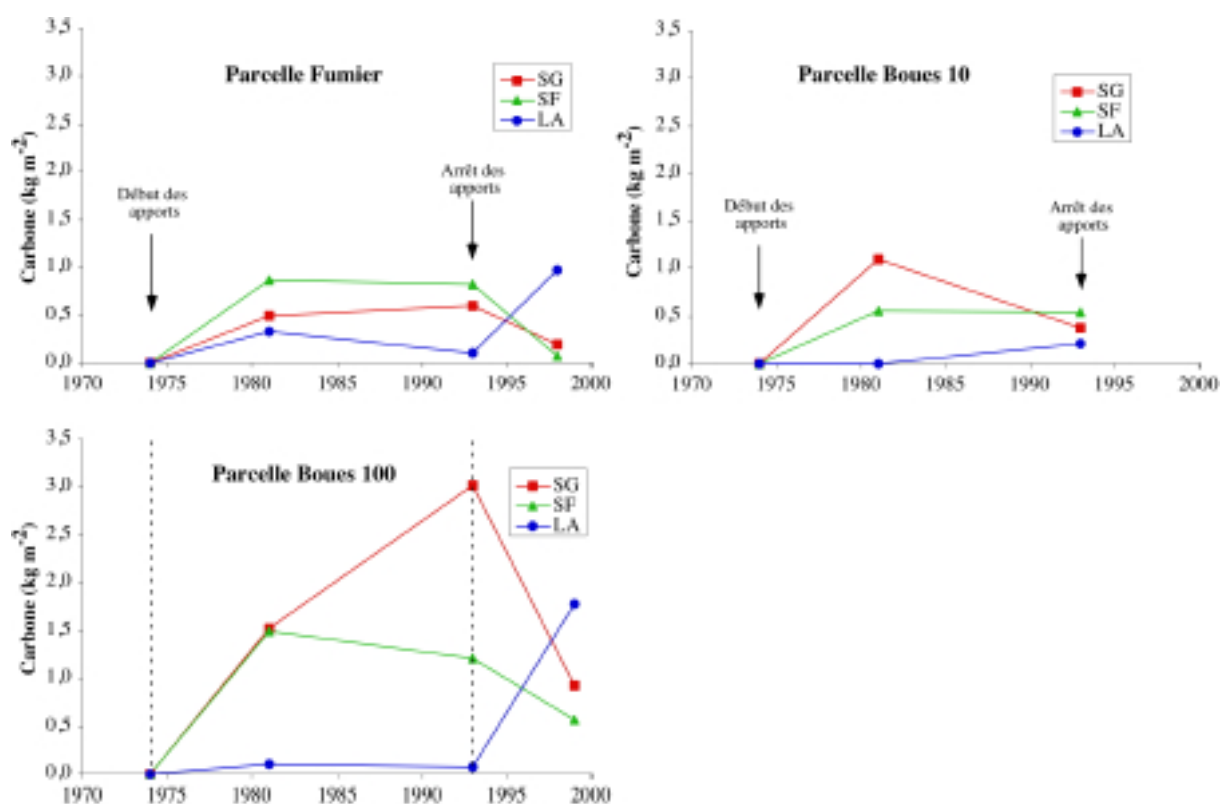 Parcelle Fumier
SG
SF
LA
Carbone (kg m-2)
3,5
3,0
2,5
2,0
1,5
1,0
0,5
0,0
Début des
apports
Arrêt des
apports
1970
1975
1980
1985
1990
1995
2000
Parcelle Boues 10
SG
SF
LA
Carbone (kg m-2)
3,5
3,0
2,5
2,0
1,5
1,0
0,5
0,0
Début des
apports
Arrêt des
apports
1970
1975
1980
1985
1990
1995
2000
Parcelle Boues 100
SG
SF
LA
Carbone (kg m-2)
3,5
3,0
2,5
2,0
1,5
1,0
0,5
0,0
1970
1975
1980
1985
1990
1995
2000